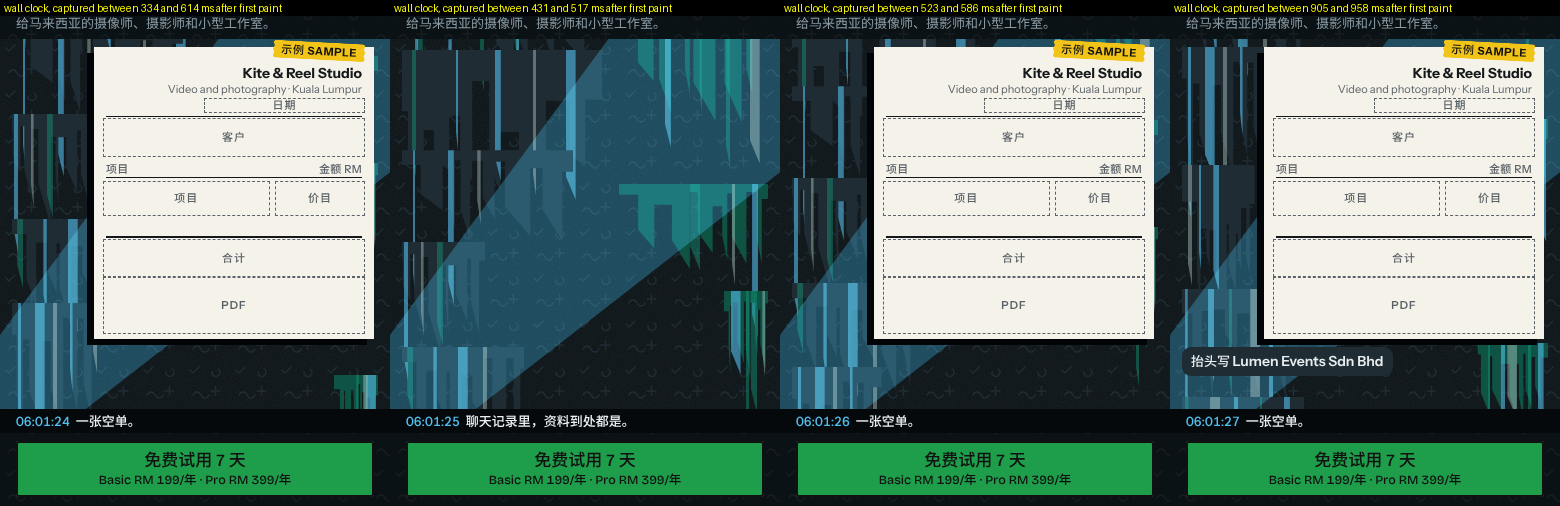 wall clock, captured between 334 and 614 ms after first paint
给马来西亚的摄像师、摄影师和小型工作室。
示例 SAMPLE
Kite & Reel Studio
Video and photography · Kuala Lumpur
日期
客户
项目 金额 RM
项目 价目
合计
PDF
06:01:24 一张空单。
免费试用 7 天
Basic RM 199/年 · Pro RM 399/年
wall clock, captured between 431 and 517 ms after first paint
给马来西亚的摄像师、摄影师和小型工作室。
06:01:25 聊天记录里，资料到处都是。
免费试用 7 天
Basic RM 199/年 · Pro RM 399/年
wall clock, captured between 523 and 586 ms after first paint
给马来西亚的摄像师、摄影师和小型工作室。
示例 SAMPLE
Kite & Reel Studio
Video and photography · Kuala Lumpur
日期
客户
项目 金额 RM
项目 价目
合计
PDF
06:01:26 一张空单。
免费试用 7 天
Basic RM 199/年 · Pro RM 399/年
wall clock, captured between 905 and 958 ms after first paint
给马来西亚的摄像师、摄影师和小型工作室。
示例 SAMPLE
Kite & Reel Studio
Video and photography · Kuala Lumpur
日期
客户
项目 金额 RM
项目 价目
合计
PDF
抬头写 Lumen Events Sdn Bhd
06:01:27 一张空单。
免费试用 7 天
Basic RM 199/年 · Pro RM 399/年